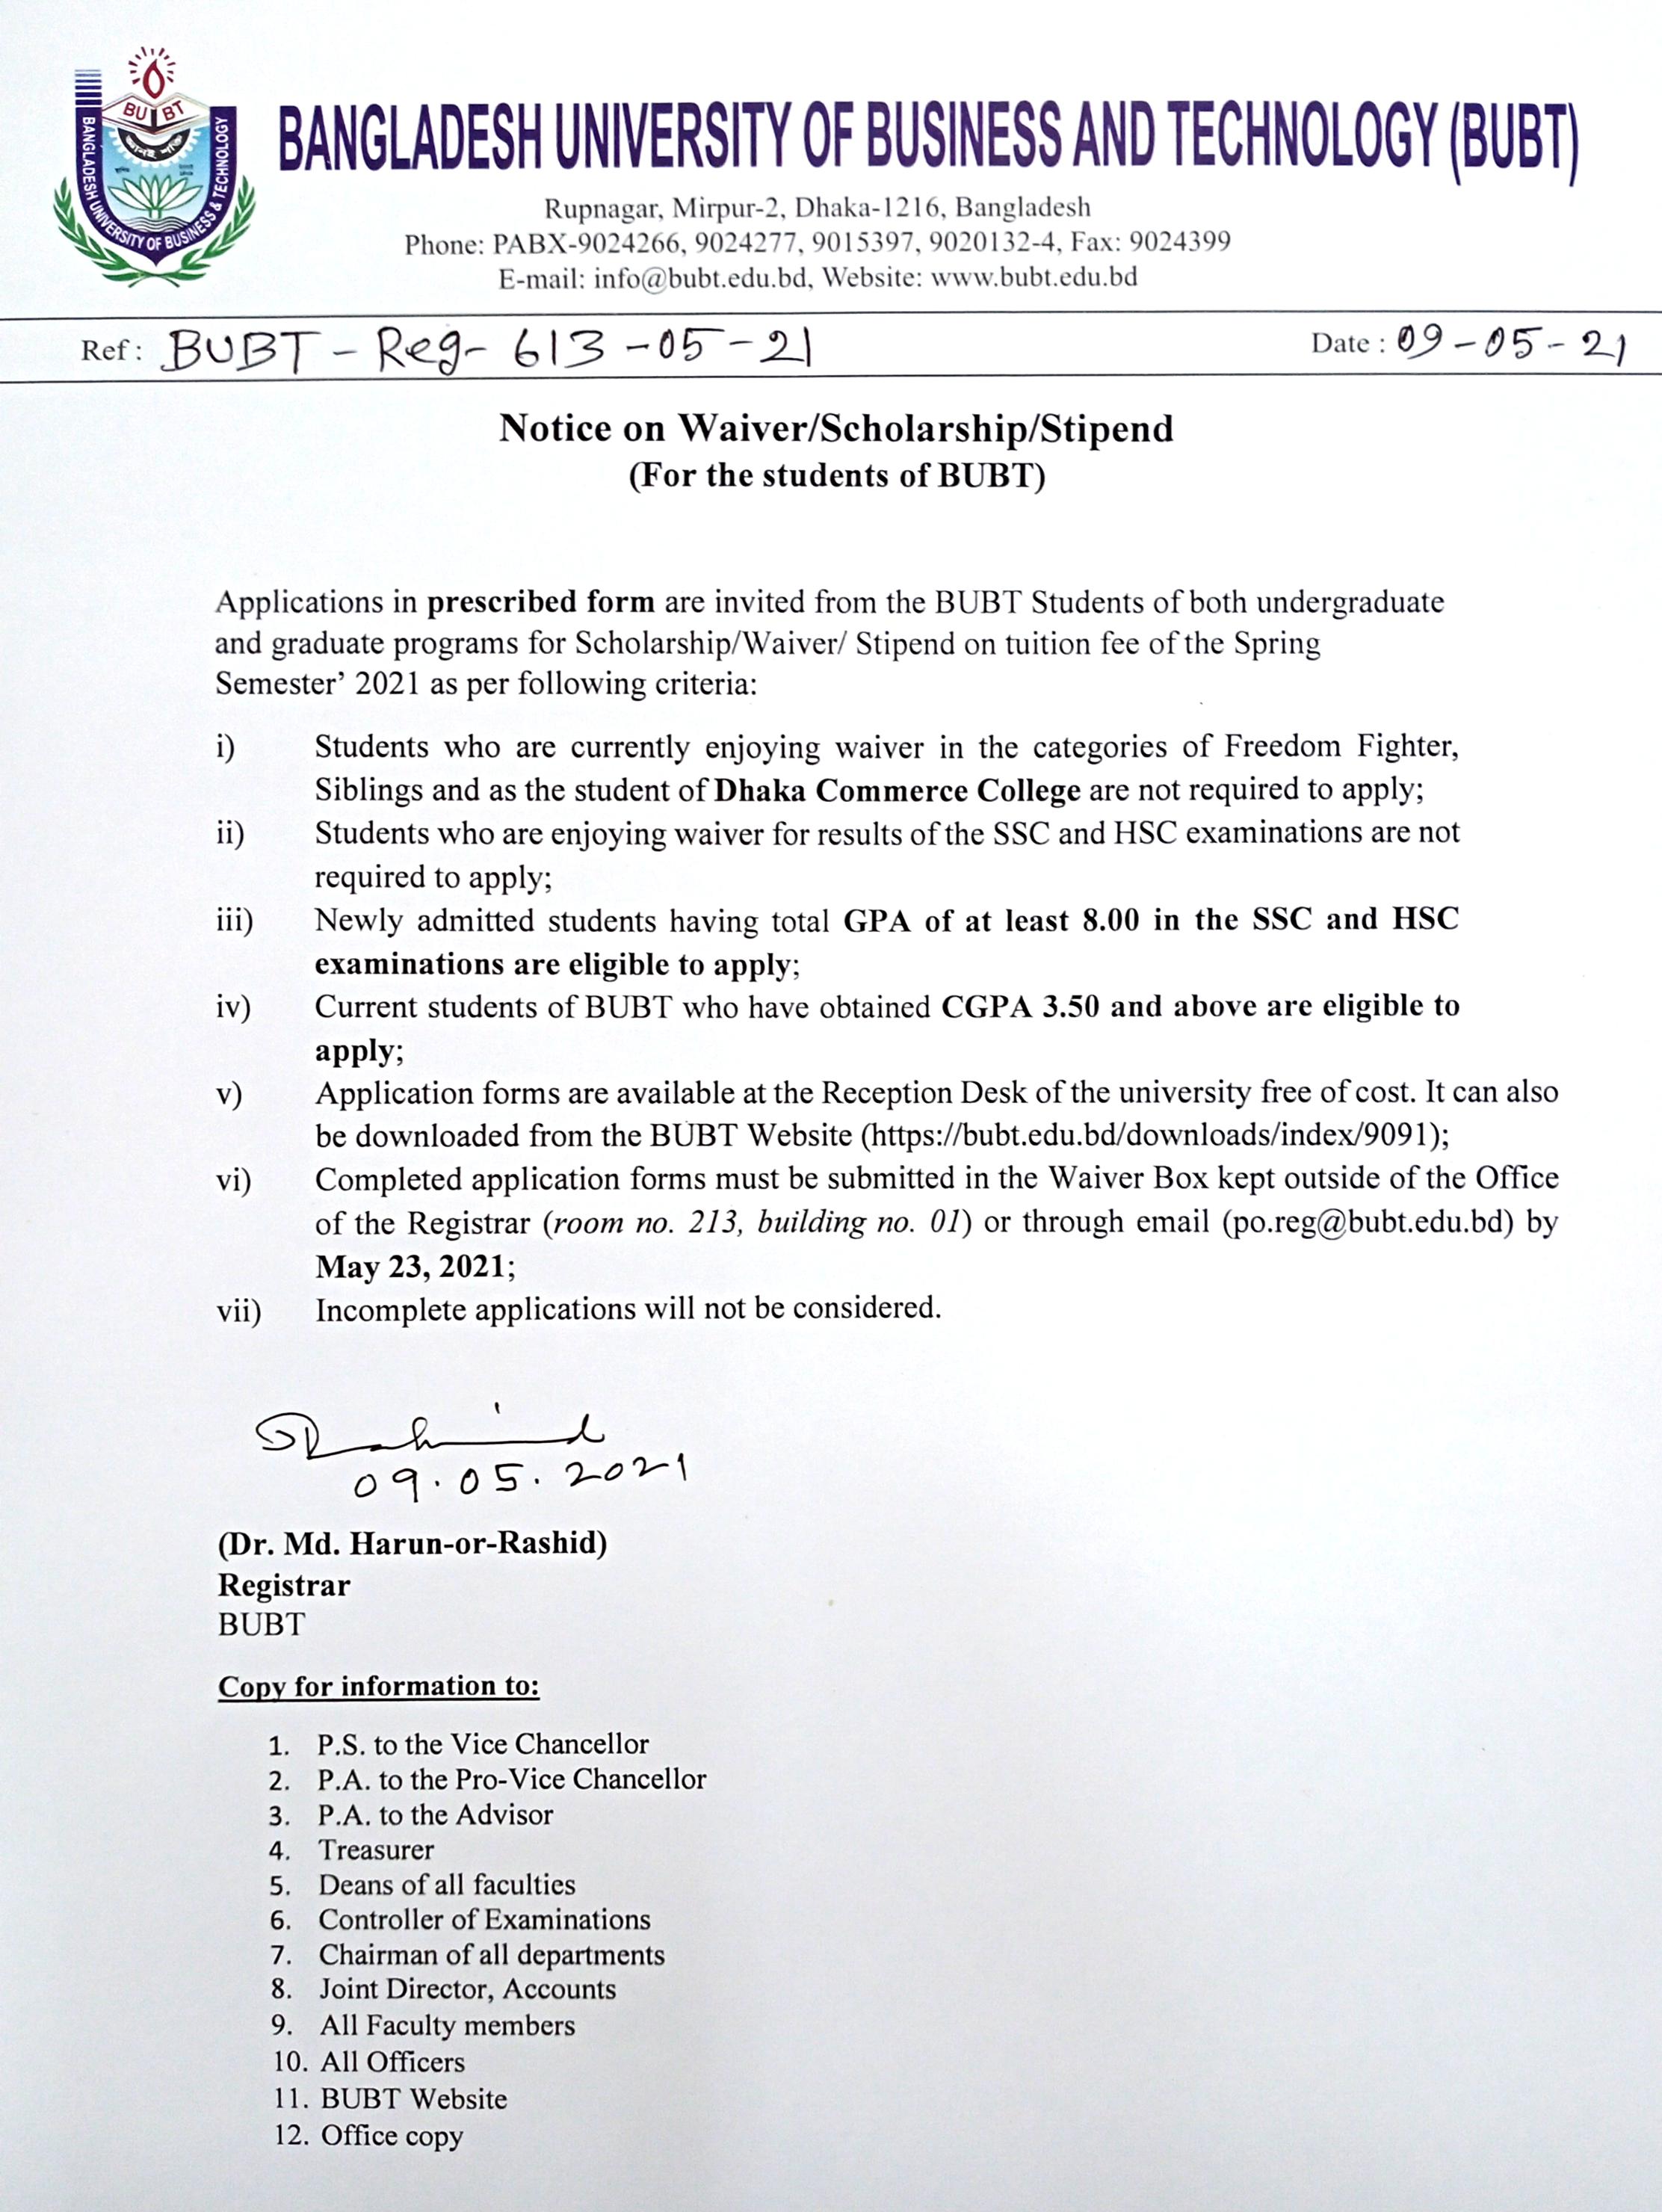 BUBT
জ্ঞানই শক্তি
BANGLADESH UNIVERSITY OF BUSINESS & TECHNOLOGY
BANGLADESH UNIVERSITY OF BUSINESS AND TECHNOLOGY (BUBT)
Rupnagar, Mirpur-2, Dhaka-1216, Bangladesh
Phone: PABX-9024266, 9024277, 9015397, 9020132-4, Fax: 9024399
E-mail: info@bubt.edu.bd, Website: www.bubt.edu.bd
Ref: BUBT - Reg- 613 -05 - 21 Date : 09 - 05 - 21
Notice on Waiver/Scholarship/Stipend
(For the students of BUBT)
Applications in prescribed form are invited from the BUBT Students of both undergraduate
and graduate programs for Scholarship/Waiver/ Stipend on tuition fee of the Spring
Semester’ 2021 as per following criteria:
i) Students who are currently enjoying waiver in the categories of Freedom Fighter,
Siblings and as the student of Dhaka Commerce College are not required to apply;
ii) Students who are enjoying waiver for results of the SSC and HSC examinations are not
required to apply;
iii) Newly admitted students having total GPA of at least 8.00 in the SSC and HSC
examinations are eligible to apply;
iv) Current students of BUBT who have obtained CGPA 3.50 and above are eligible to
apply;
v) Application forms are available at the Reception Desk of the university free of cost. It can also
be downloaded from the BUBT Website (https://bubt.edu.bd/downloads/index/9091);
vi) Completed application forms must be submitted in the Waiver Box kept outside of the Office
of the Registrar (room no. 213, building no. 01) or through email (po.reg@bubt.edu.bd) by
May 23, 2021;
vii) Incomplete applications will not be considered.
09.05.2021
(Dr. Md. Harun-or-Rashid)
Registrar
BUBT
Copy for information to:
1. P.S. to the Vice Chancellor
2. P.A. to the Pro-Vice Chancellor
3. P.A. to the Advisor
4. Treasurer
5. Deans of all faculties
6. Controller of Examinations
7. Chairman of all departments
8. Joint Director, Accounts
9. All Faculty members
10. All Officers
11. BUBT Website
12. Office copy